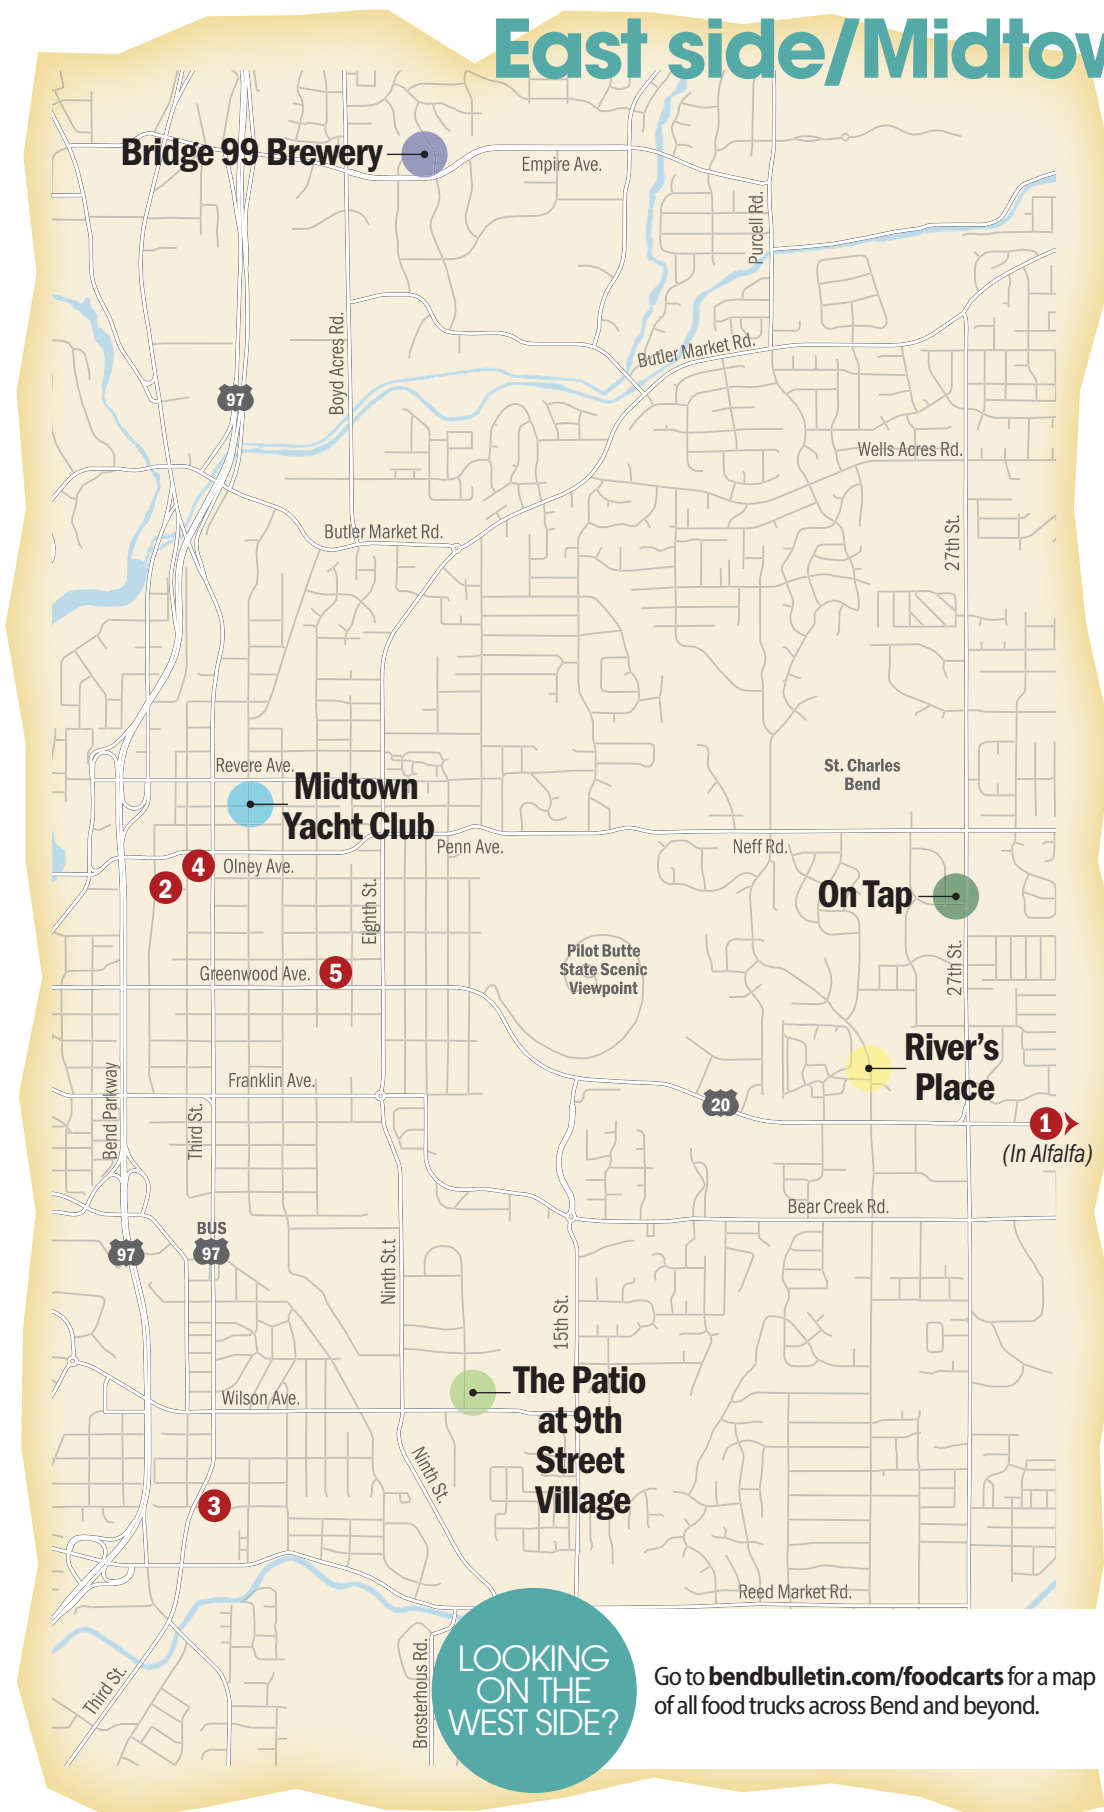 East side/Midtow
Bridge 99 Brewery
Empire Ave.
Purcell Rd.
Boyd Acres Rd.
Butler Market Rd.
97
Wells Acres Rd.
27th St.
Butler Market Rd.
Revere Ave.
Midtown
Yacht Club
St. Charles
Bend
Penn Ave.
Neff Rd.
4
Olney Ave.
2
Eighth St.
On Tap
Pilot Butte
State Scenic
Viewpoint
27th St.
Greenwood Ave.
5
River's
Place
Bend Parkway
Franklin Ave.
Third St.
20
1
(In Alfalfa)
Bear Creek Rd.
BUS
97
97
Ninth St.t
15th St.
The Patio
at 9th
Street
Village
Wilson Ave.
Ninth St.
3
Reed Market Rd.
Third St.
Brosterhous Rd.
LOOKING
ON THE
WEST SIDE?
Go to bendbulletin.com/foodcarts for a map
of all food trucks across Bend and beyond.